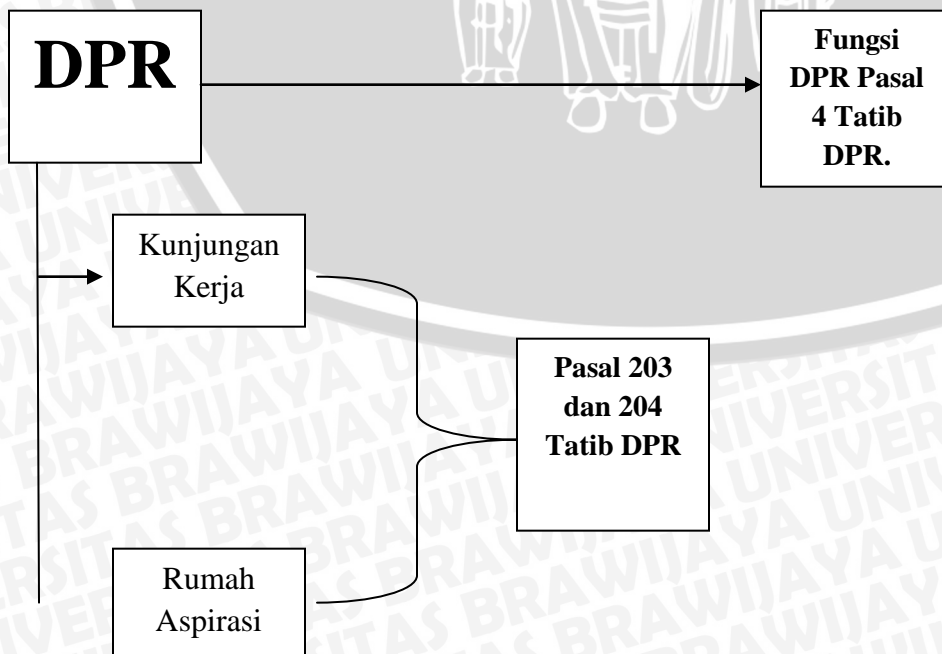 DPR
Fungsi
DPR Pasal
4 Tatib
DPR.
Kunjungan
Kerja
Pasal 203
dan 204
Tatib DPR
Rumah
Aspirasi